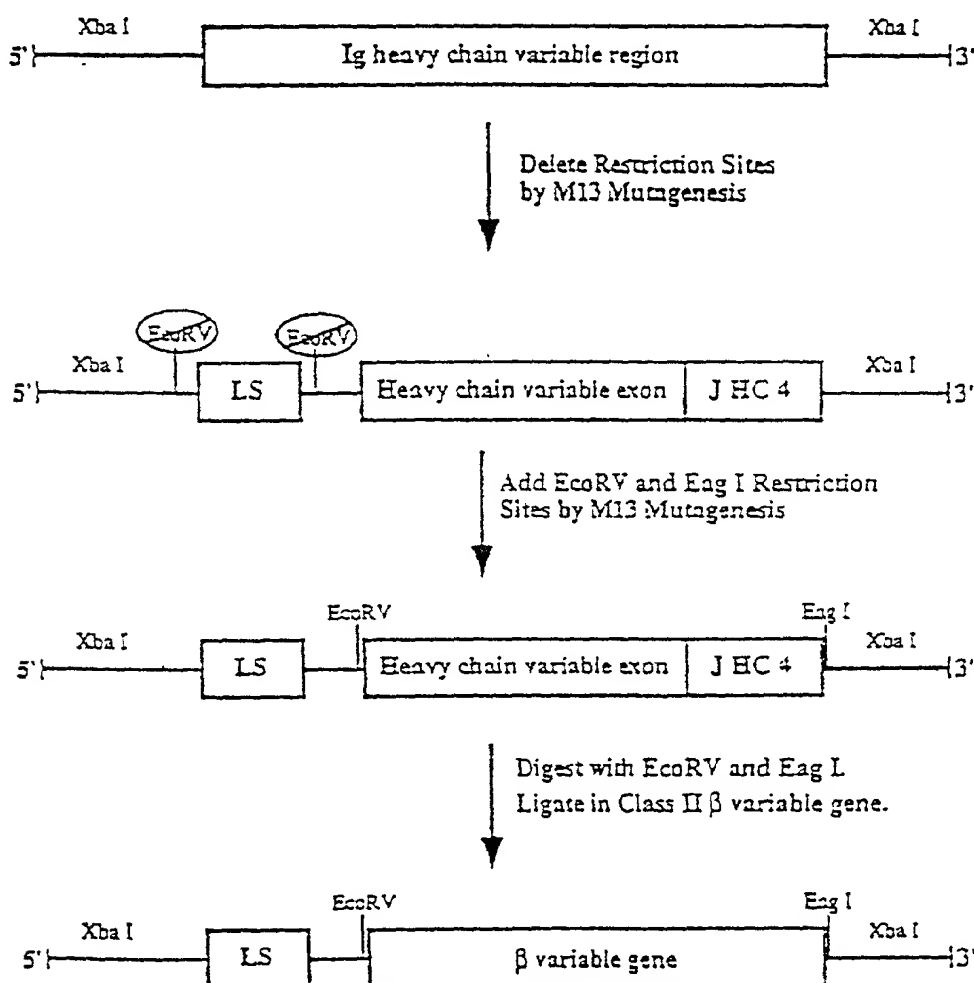 Xba I Xba I
5' Ig heavy chain variable region 3'
Delete Restriction Sites
by M13 Mutagenesis
EcoRV EcoRV
Xba I Xba I
5' LS Heavy chain variable exon J HC 4 3'
Add EcoRV and Eag I Restriction
Sites by M13 Mutagenesis
EcoRV Eag I
Xba I Xba I
5' LS Heavy chain variable exon J HC 4 3'
Digest with EcoRV and Eag I.
Ligate in Class II β variable gene.
EcoRV Eag I
Xba I Xba I
5' LS β variable gene 3'